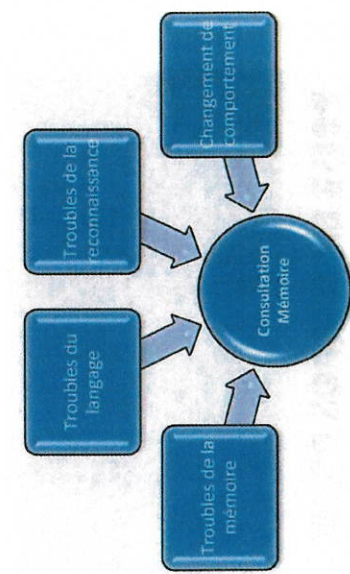 Troubles de la
mémoire
Troubles du
langage
Troubles de la
reconnaissance
Changement de
comportement
Consultation
Mémoire